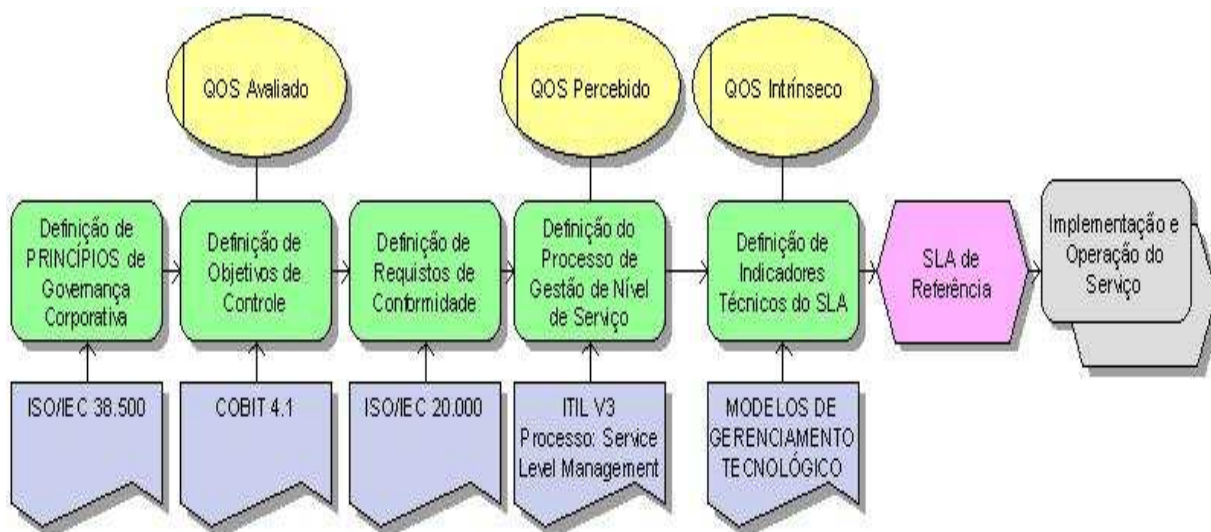 QOS Avaliado
QOS Percebido
QOS Intrínseco
Definição de
PRINCÍPIOS de
Governança
Corporativa
Definição de
Objetivos de
Controle
Definição de
Requistos de
Conformidade
Definição do
Processo de
Gestão de Nível
de Serviço
Definição de
Indicadores
Técnicos do SLA
SLA de
Referência
Implementação e
Operação do
Serviço
ISO/IEC 38.500
COBIT 4.1
ISO/IEC 20.000
ITIL V3
Processo: Service
Level Management
MODELOS DE
GERENCIAMENTO
TECNOLÓGICO